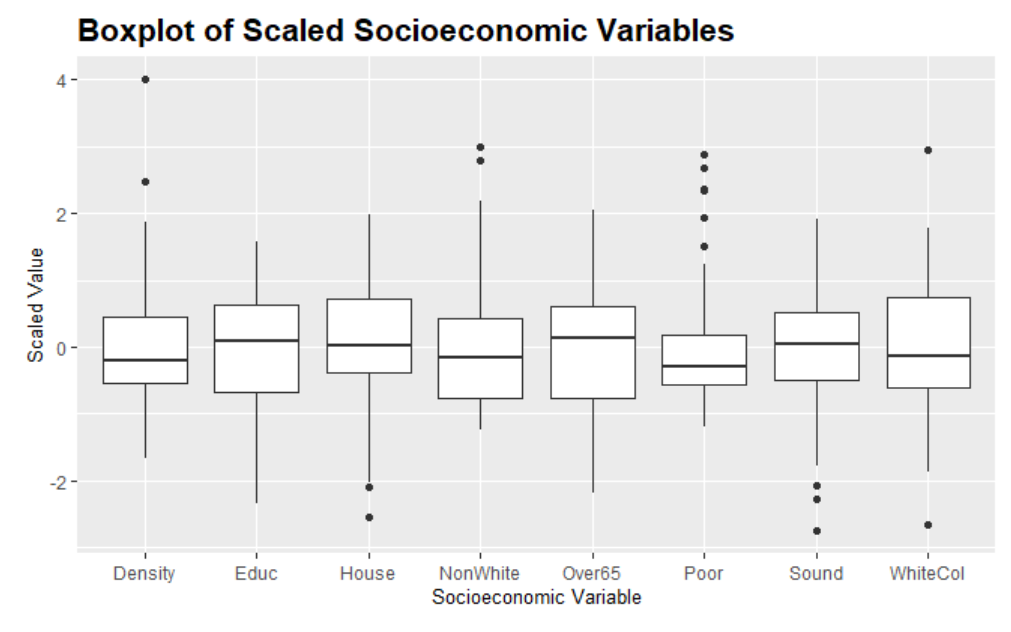 Boxplot of Scaled Socioeconomic Variables
4
2
0
-2
Scaled Value
Density Educ House NonWhite Over65 Poor Sound WhiteCol
Socioeconomic Variable